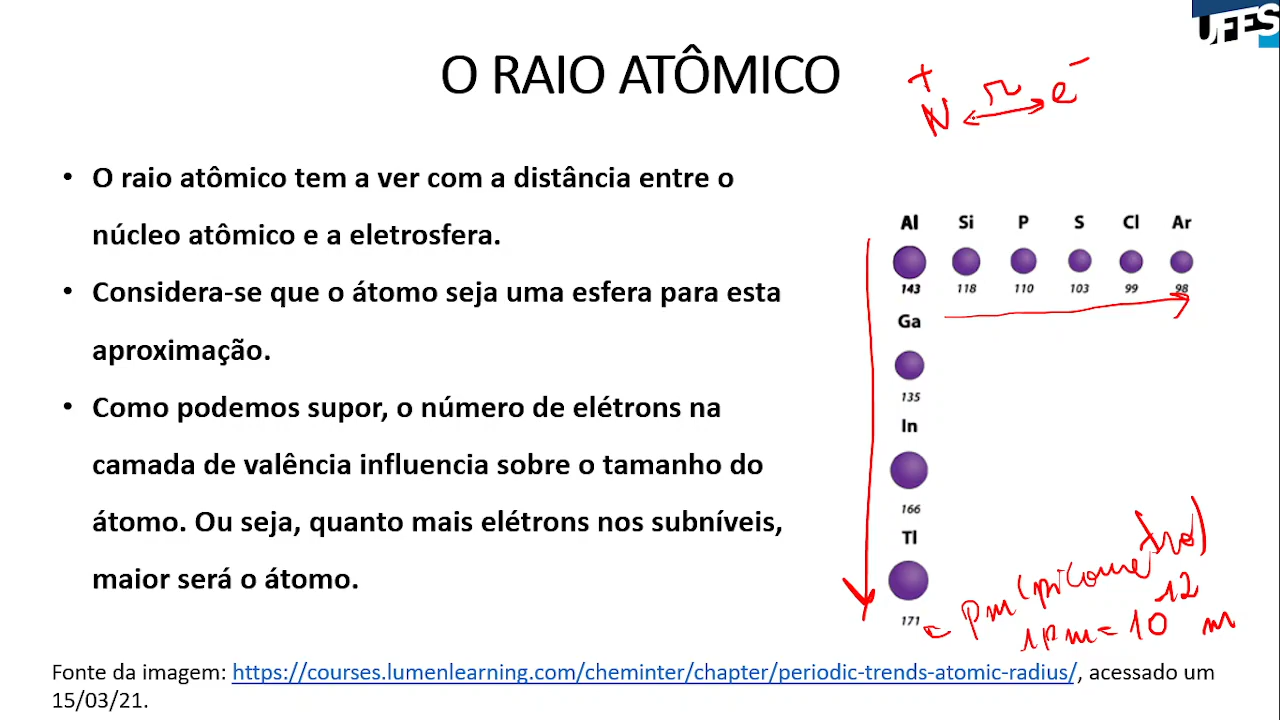 UFES
O RAIO ATÔMICO
+ N r e -
• O raio atômico tem a ver com a distância entre o
núcleo atômico e a eletrosfera.
• Considera-se que o átomo seja uma esfera para esta
aproximação.
• Como podemos supor, o número de elétrons na
camada de valência influencia sobre o tamanho do
átomo. Ou seja, quanto mais elétrons nos subníveis,
maior será o átomo.
Al Si P S Cl Ar
143 118 110 103 99 98
Ga
135
In
166
Tl
171
pm (picometro)
1pm = 10^12 m
Fonte da imagem: https://courses.lumenlearning.com/cheminter/chapter/periodic-trends-atomic-radius/, acessado um
15/03/21.